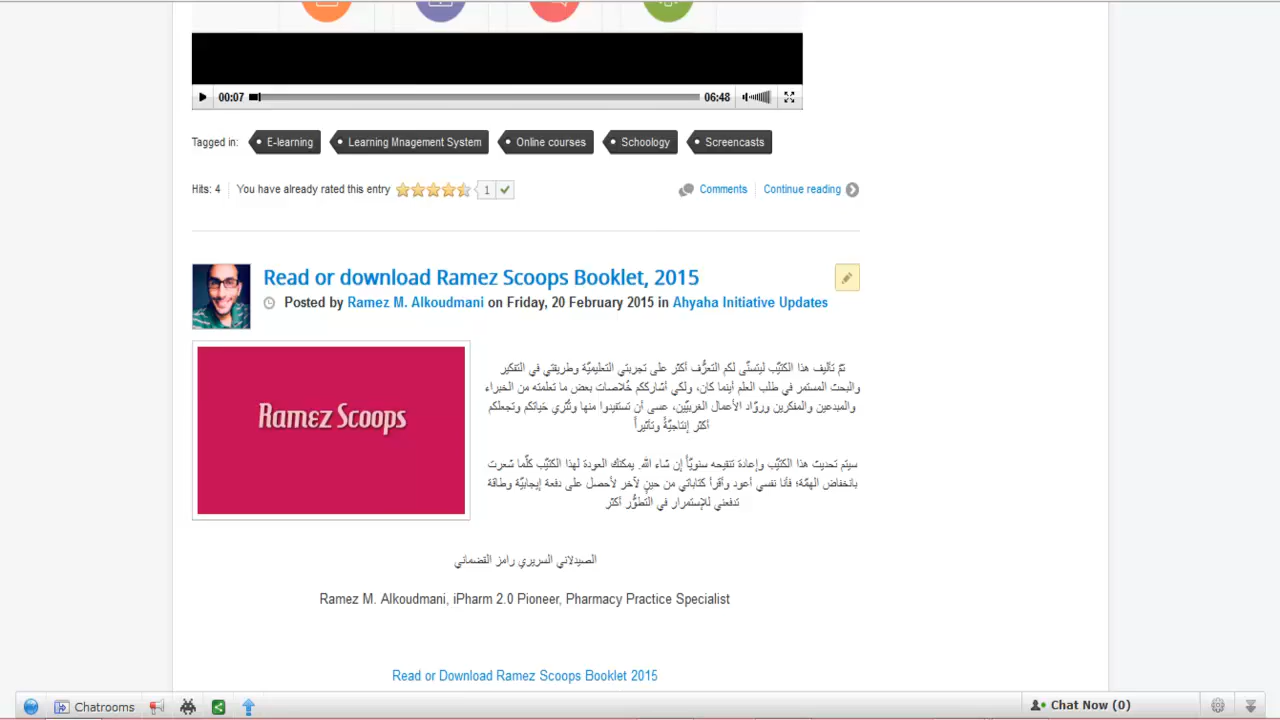 00:07 06:48
Tagged in: E-learning Learning Mnagement System Online courses Schoology Screencasts
Hits: 4 You have already rated this entry 1 Comments Continue reading
Read or download Ramez Scoops Booklet, 2015
Posted by Ramez M. Alkoudmani on Friday, 20 February 2015 in Ahyaha Initiative Updates
Ramez Scoops
تمّ تأليف هذا الكتيّب ليتسنّى لكم التعرُّف أكثر على تجربتي التعليميّة وطريقتي في التفكير
والبحث المستمر في طلب العلم أينما كان، ولكي أشارككم خُلاصات بعض ما تعلمته من الخبراء
والمبدعين والمفكرين وروّاد الأعمال الغربيّين، عسى أن تستفيدوا منها وتُثري حَياتكم وتجعلكم
أكثر إنتاجيّةً وتأثيراً
سيتم تحديث هذا الكتيّب وإعادة تنقيحه سنويّاً إن شاء الله. يمكنك العودة لهذا الكتيّب كلّما شعرت
بانخفاض الهمّة؛ فأنا نفسي أعود وأقرأ كتاباتي من حينٍ لآخر لأحصل على دفعة إيجابيّة وطاقة
تدفعني للإستمرار في التطوُّر أكثر
الصيدلاني السريري رامز القضماني
Ramez M. Alkoudmani, iPharm 2.0 Pioneer, Pharmacy Practice Specialist
Read or Download Ramez Scoops Booklet 2015
Chatrooms Chat Now (0)